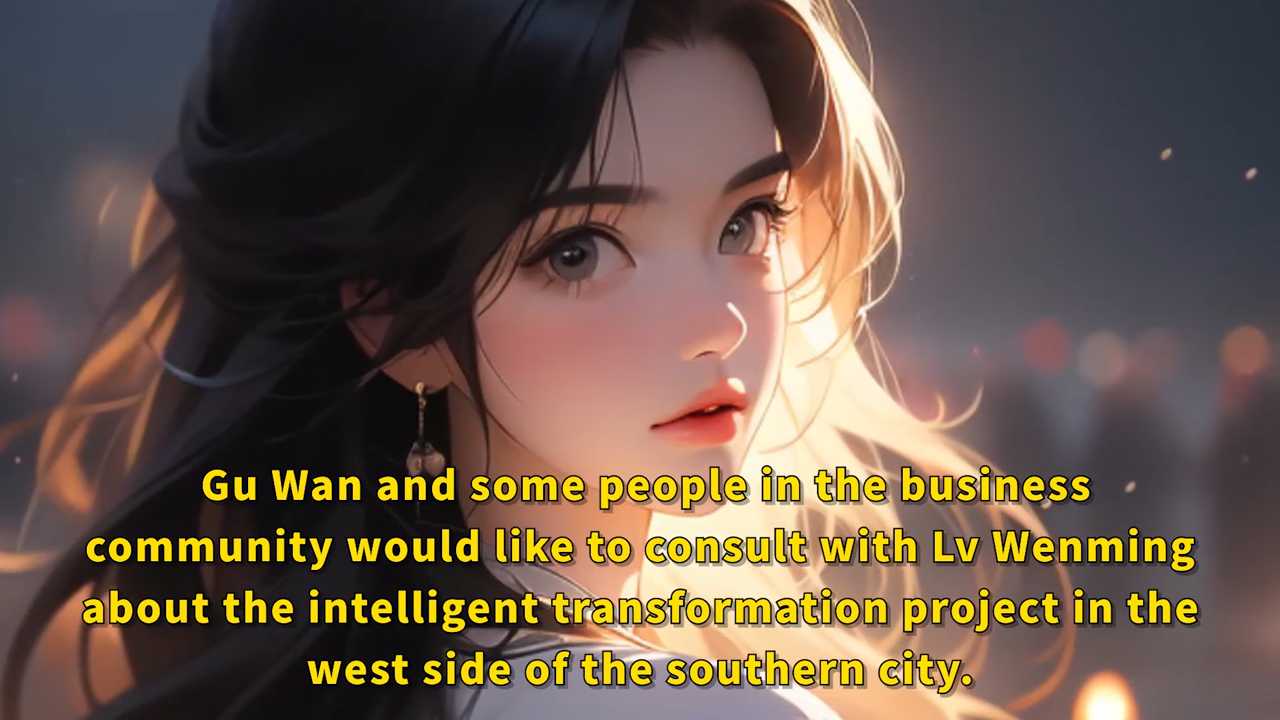 Gu Wan and some people in the business
community would like to consult with Lv Wenming
about the intelligent transformation project in the
west side of the southern city.